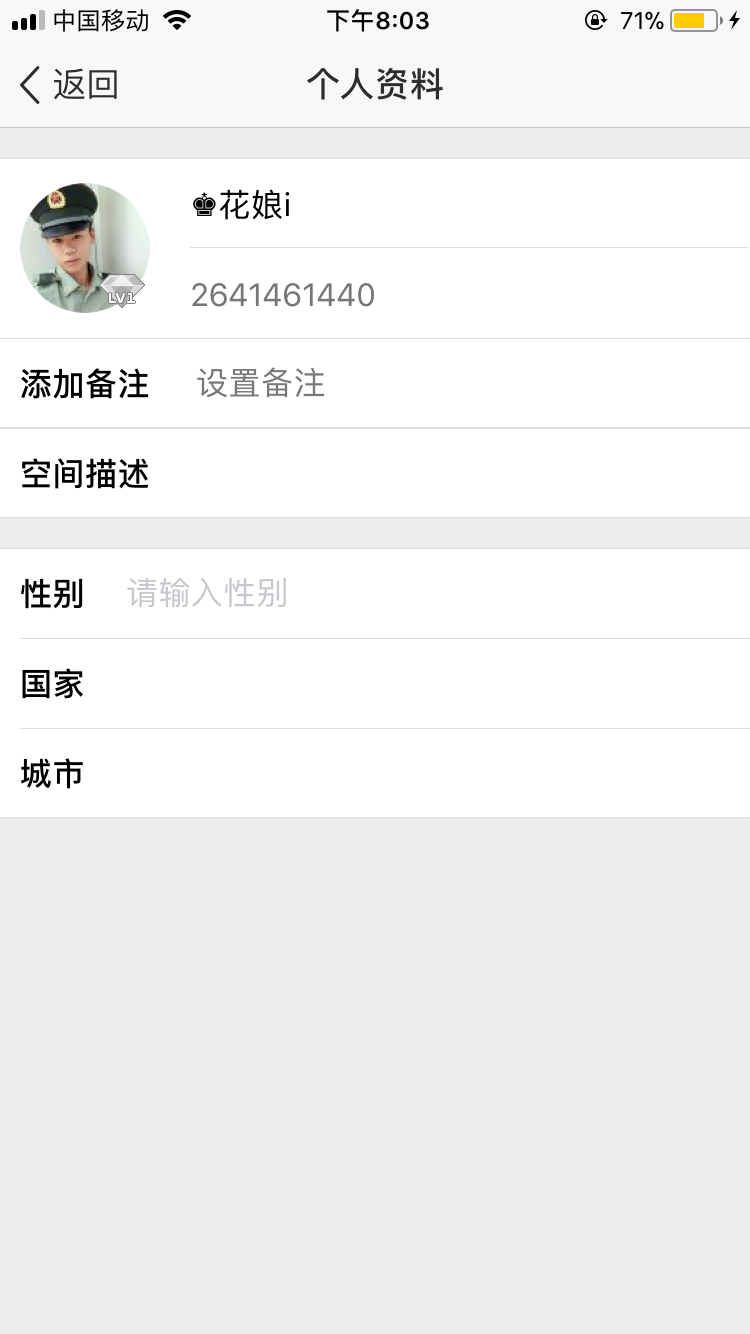 中国移动 下午8:03 71%
返回 个人资料
♚花娘i
LV1
2641461440
添加备注 设置备注
空间描述
性别 请输入性别
国家
城市